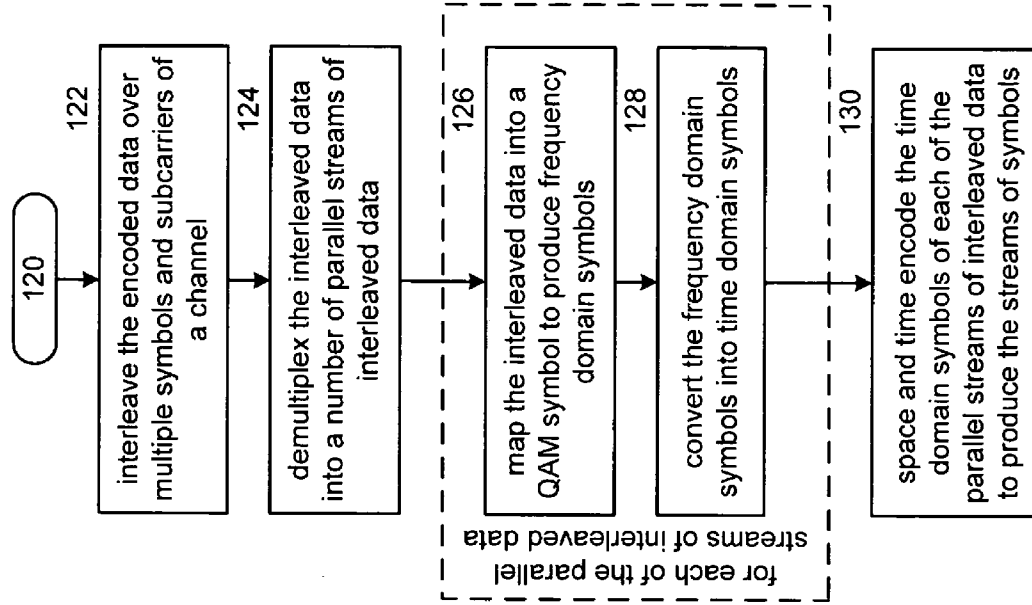 120
122
interleave the encoded data over
multiple symbols and subcarriers of
a channel
124
demultiplex the interleaved data
into a number of parallel streams of
interleaved data
for each of the parallel
streams of interleaved data
126
map the interleaved data into a
QAM symbol to produce frequency
domain symbols
128
convert the frequency domain
symbols into time domain symbols
130
space and time encode the time
domain symbols of each of the
parallel streams of interleaved data
to produce the streams of symbols